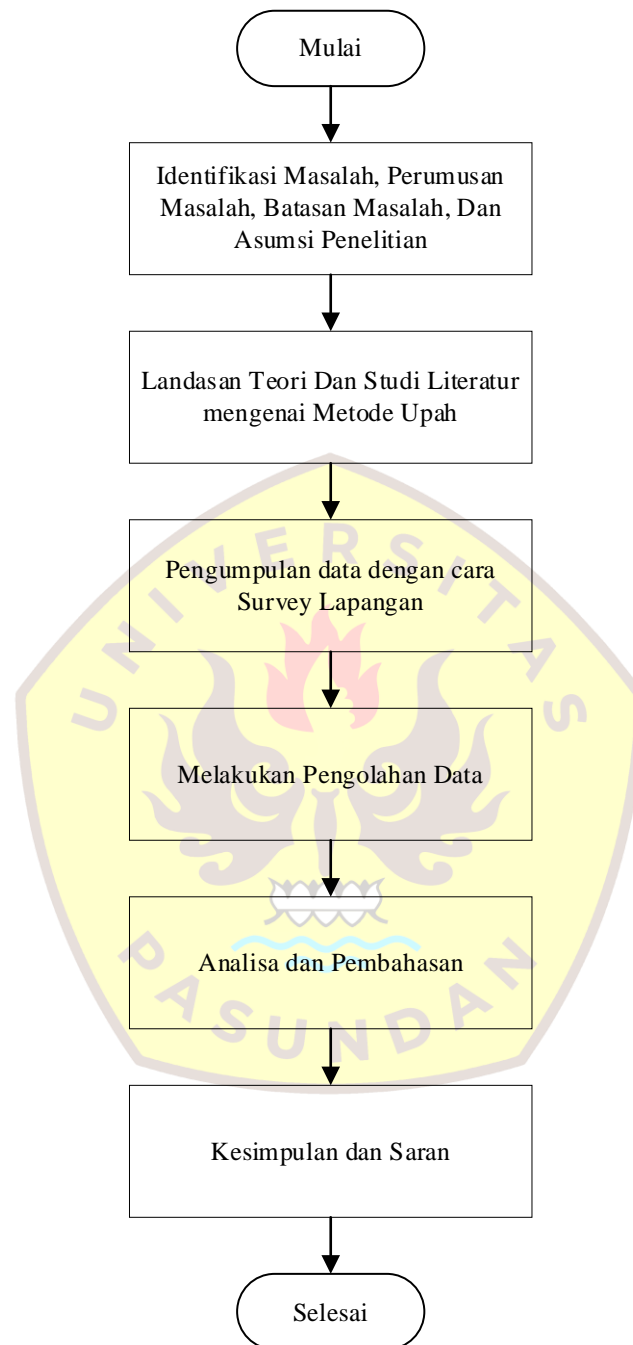 Mulai
Identifikasi Masalah, Perumusan
Masalah, Batasan Masalah, Dan
Asumsi Penelitian
Landasan Teori Dan Studi Literatur
mengenai Metode Upah
UNIVERSITAS
Pengumpulan data dengan cara
Survey Lapangan
Melakukan Pengolahan Data
Analisa dan Pembahasan
PASUNDAN
Kesimpulan dan Saran
Selesai